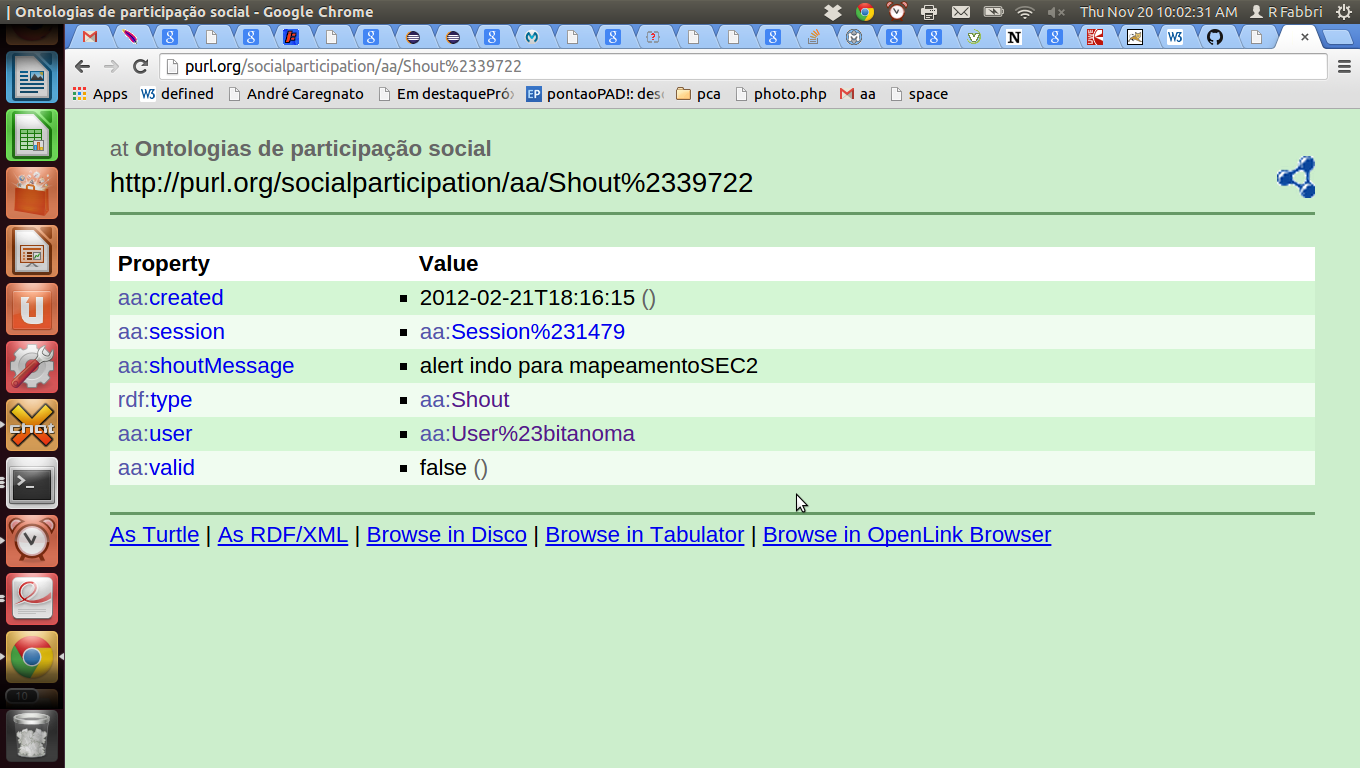 | Ontologias de participação social - Google Chrome
Thu Nov 20 10:02:31 AM R Fabbri
purl.org/socialparticipation/aa/Shout%2339722
Apps W3 defined André Caregnato Em destaquePró EP pontaoPAD!: des pca photo.php aa space
at Ontologias de participação social
http://purl.org/socialparticipation/aa/Shout%2339722
Property Value
aa:created 2012-02-21T18:16:15 ()
aa:session aa:Session%231479
aa:shoutMessage alert indo para mapeamentoSEC2
rdf:type aa:Shout
aa:user aa:User%23bitanoma
aa:valid false ()
As Turtle | As RDF/XML | Browse in Disco | Browse in Tabulator | Browse in OpenLink Browser
chat
10